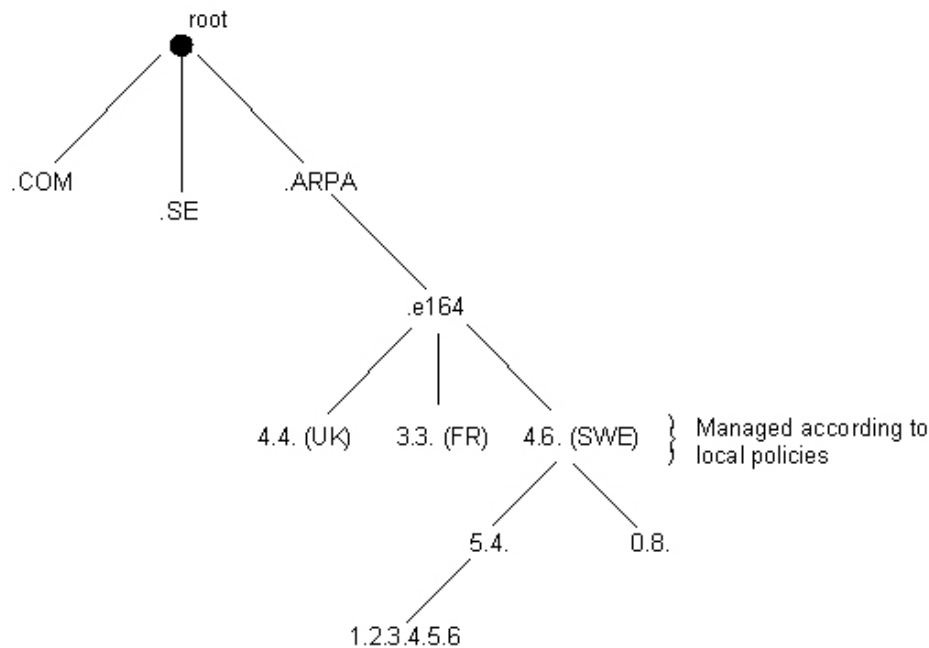 root
.COM
.SE
.ARPA
.e164
4.4. (UK)
3.3. (FR)
4.6. (SWE)
} Managed according to
local policies
5.4.
0.8.
1.2.3.4.5.6